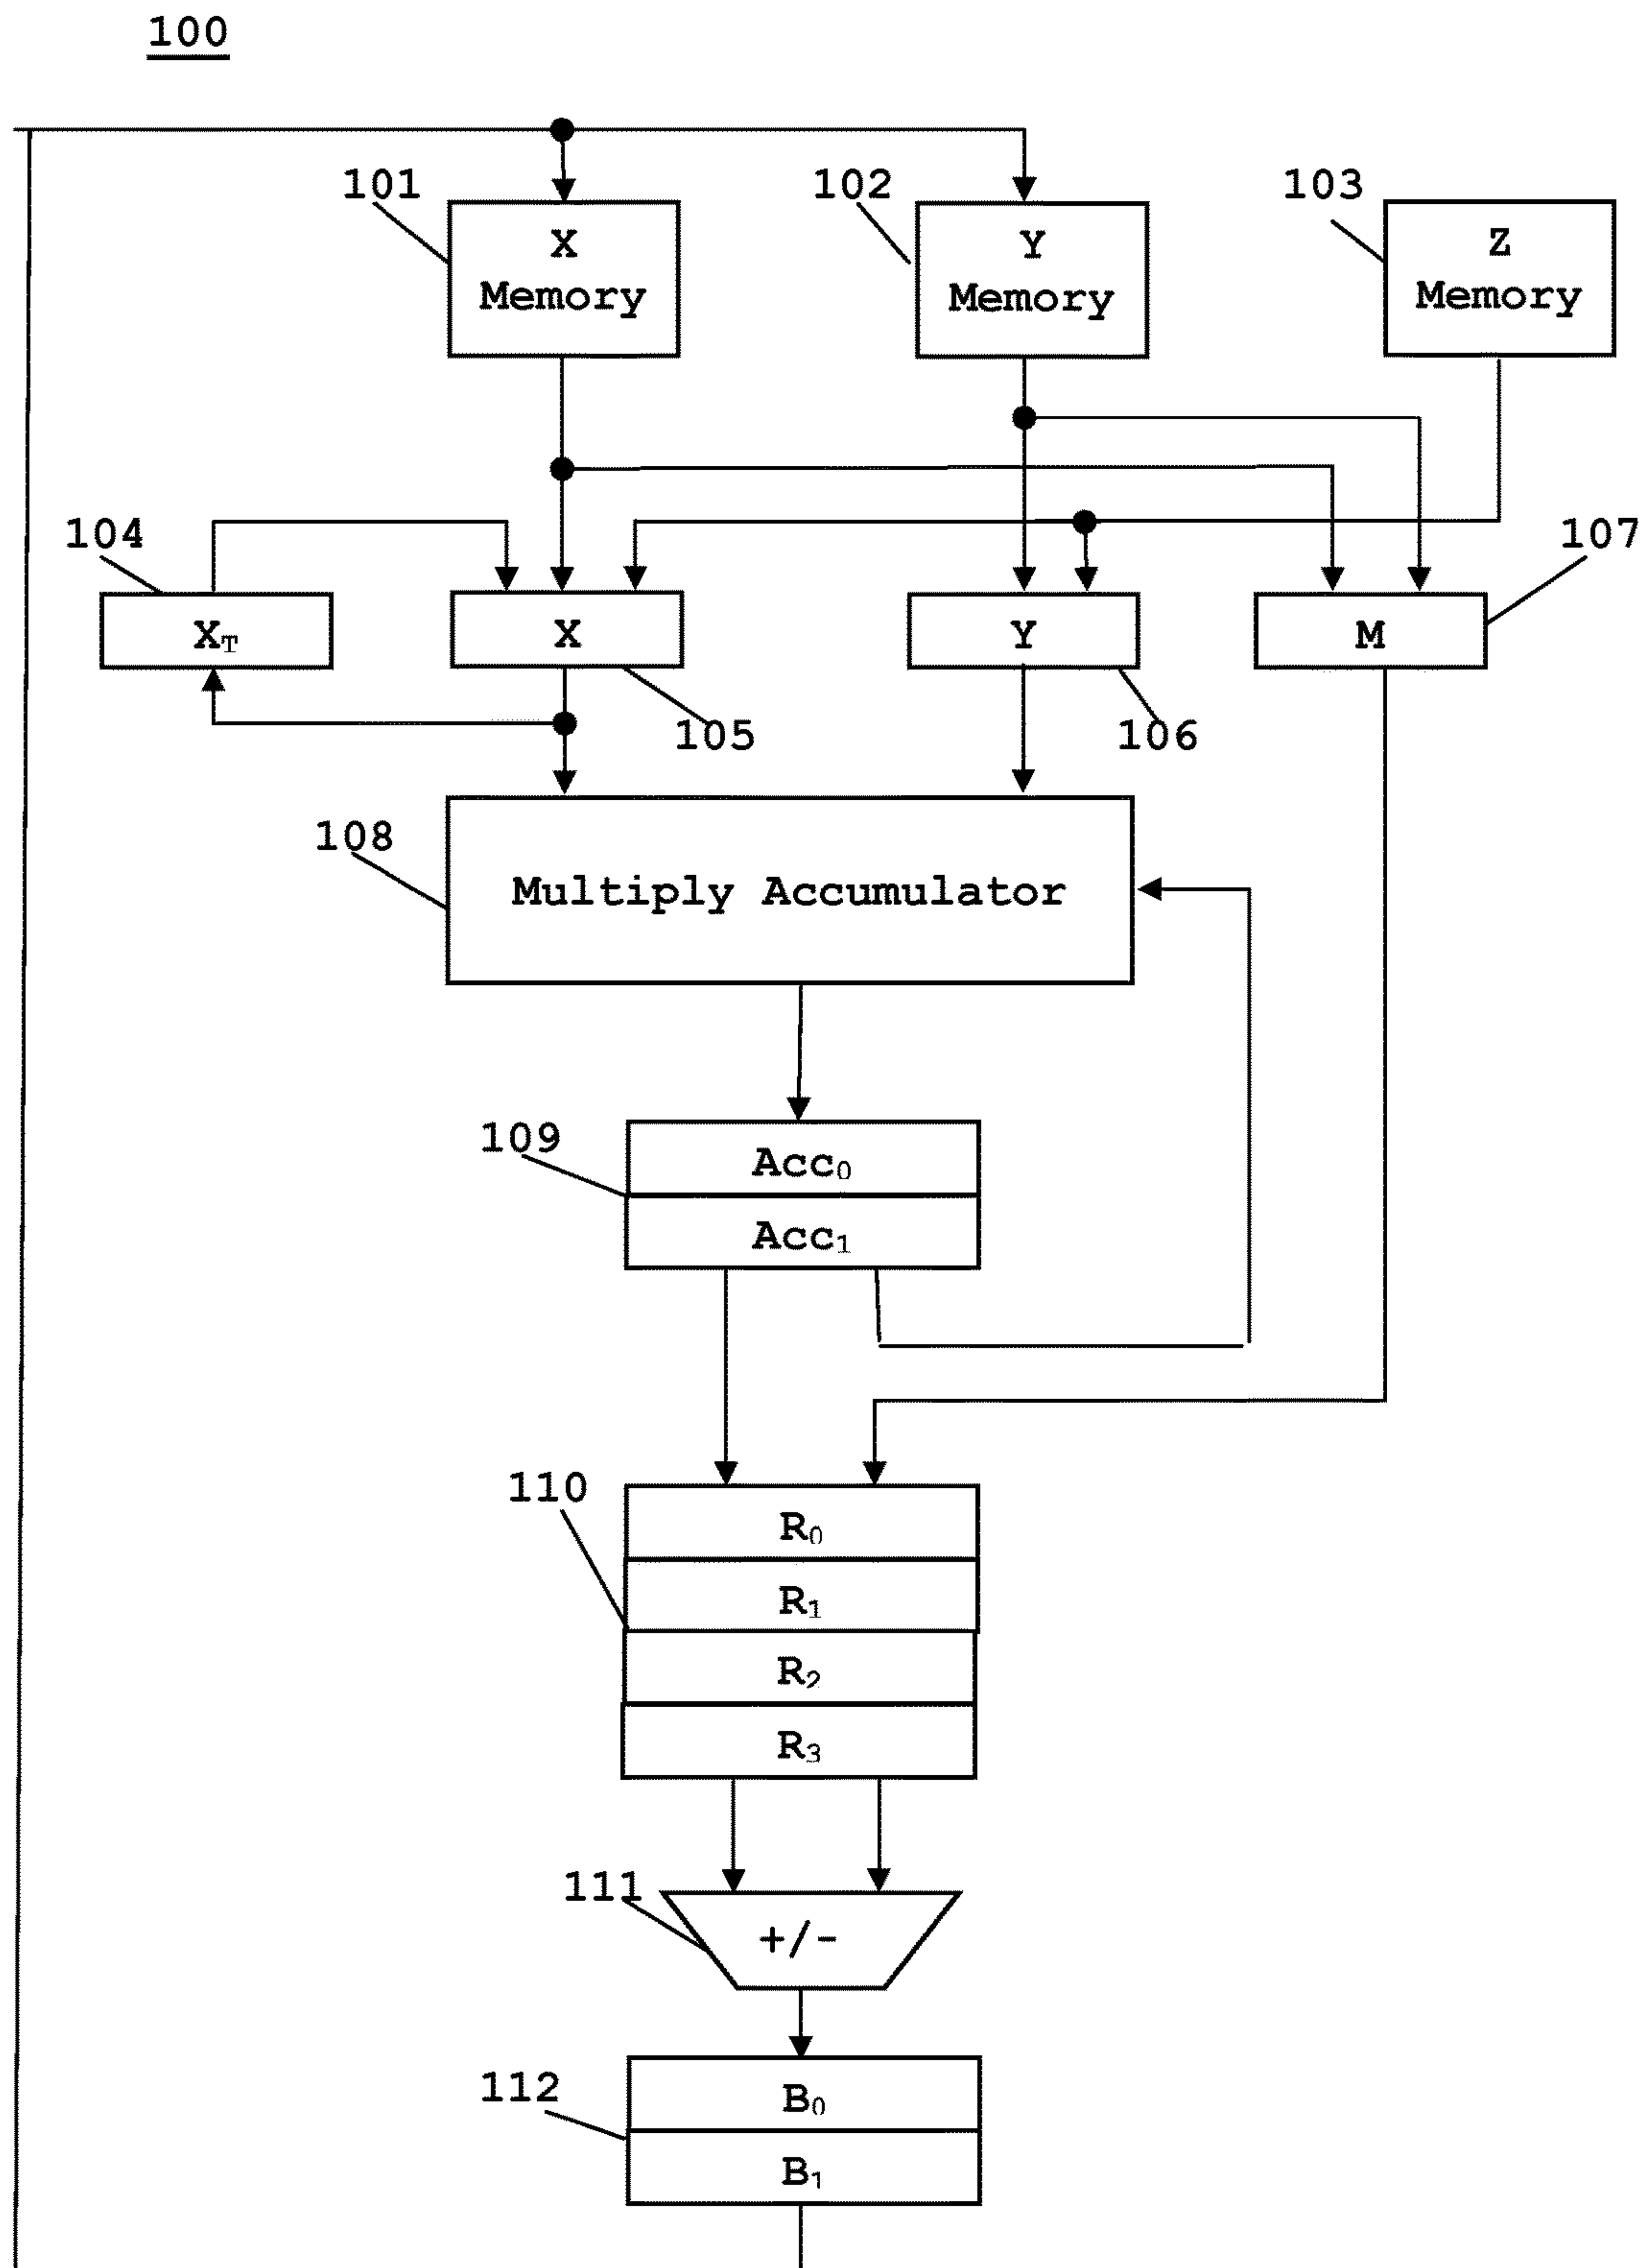 100
101
102
103
X
Memory
Y
Memory
Z
Memory
104
107
X_T
X
Y
M
105
106
108
Multiply Accumulator
109
Acc₀
Acc₁
110
R₀
R₁
R₂
R₃
111
+/-
112
B₀
B₁